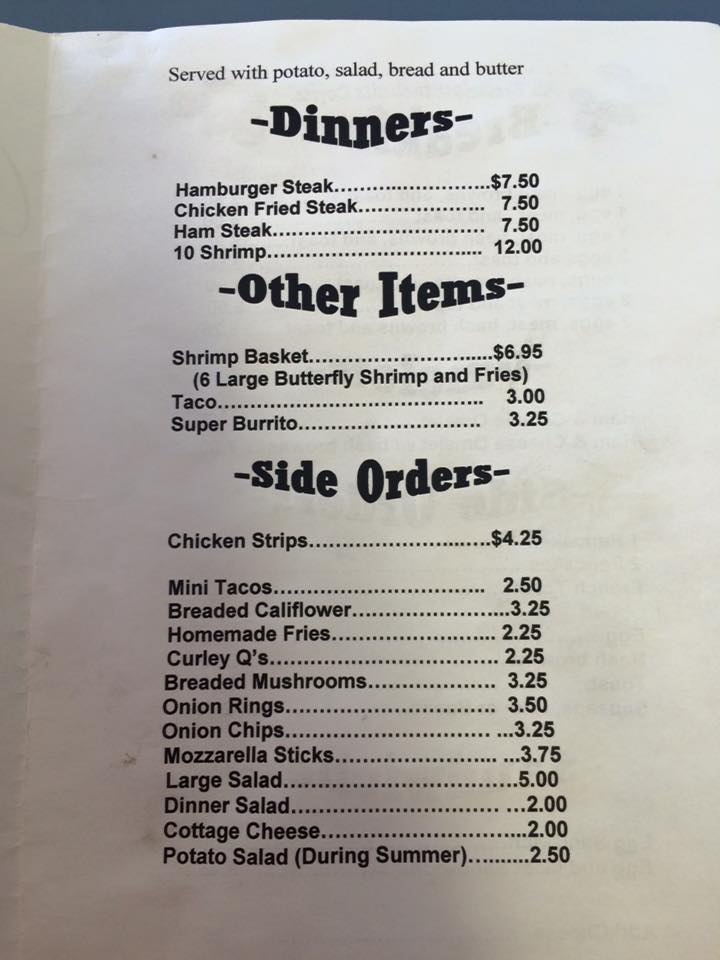 Served with potato, salad, bread and butter
-Dinners-
Hamburger Steak..........................$7.50
Chicken Fried Steak..................... 7.50
Ham Steak................................... 7.50
10 Shrimp.................................... 12.00
-Other Items-
Shrimp Basket..............................$6.95
(6 Large Butterfly Shrimp and Fries)
Taco............................................ 3.00
Super Burrito.............................. 3.25
-Side Orders-
Chicken Strips.............................$4.25
Mini Tacos................................... 2.50
Breaded Califlower.........................3.25
Homemade Fries........................... 2.25
Curley Q's..................................... 2.25
Breaded Mushrooms..................... 3.25
Onion Rings................................... 3.50
Onion Chips.................................. ...3.25
Mozzarella Sticks.......................... ...3.75
Large Salad.......................................5.00
Dinner Salad.................................. ...2.00
Cottage Cheese..................................2.00
Potato Salad (During Summer)..........2.50